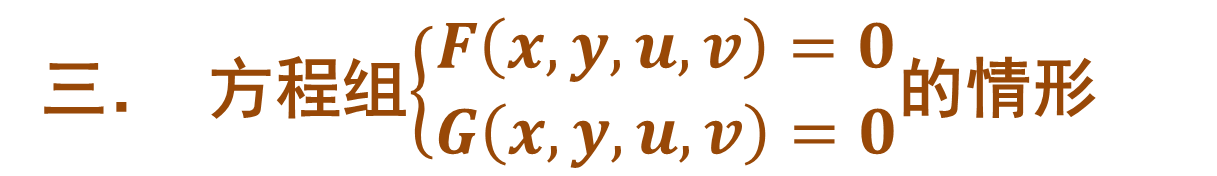 三. 方程组{F(x, y, u, v) = 0
G(x, y, u, v) = 0的情形